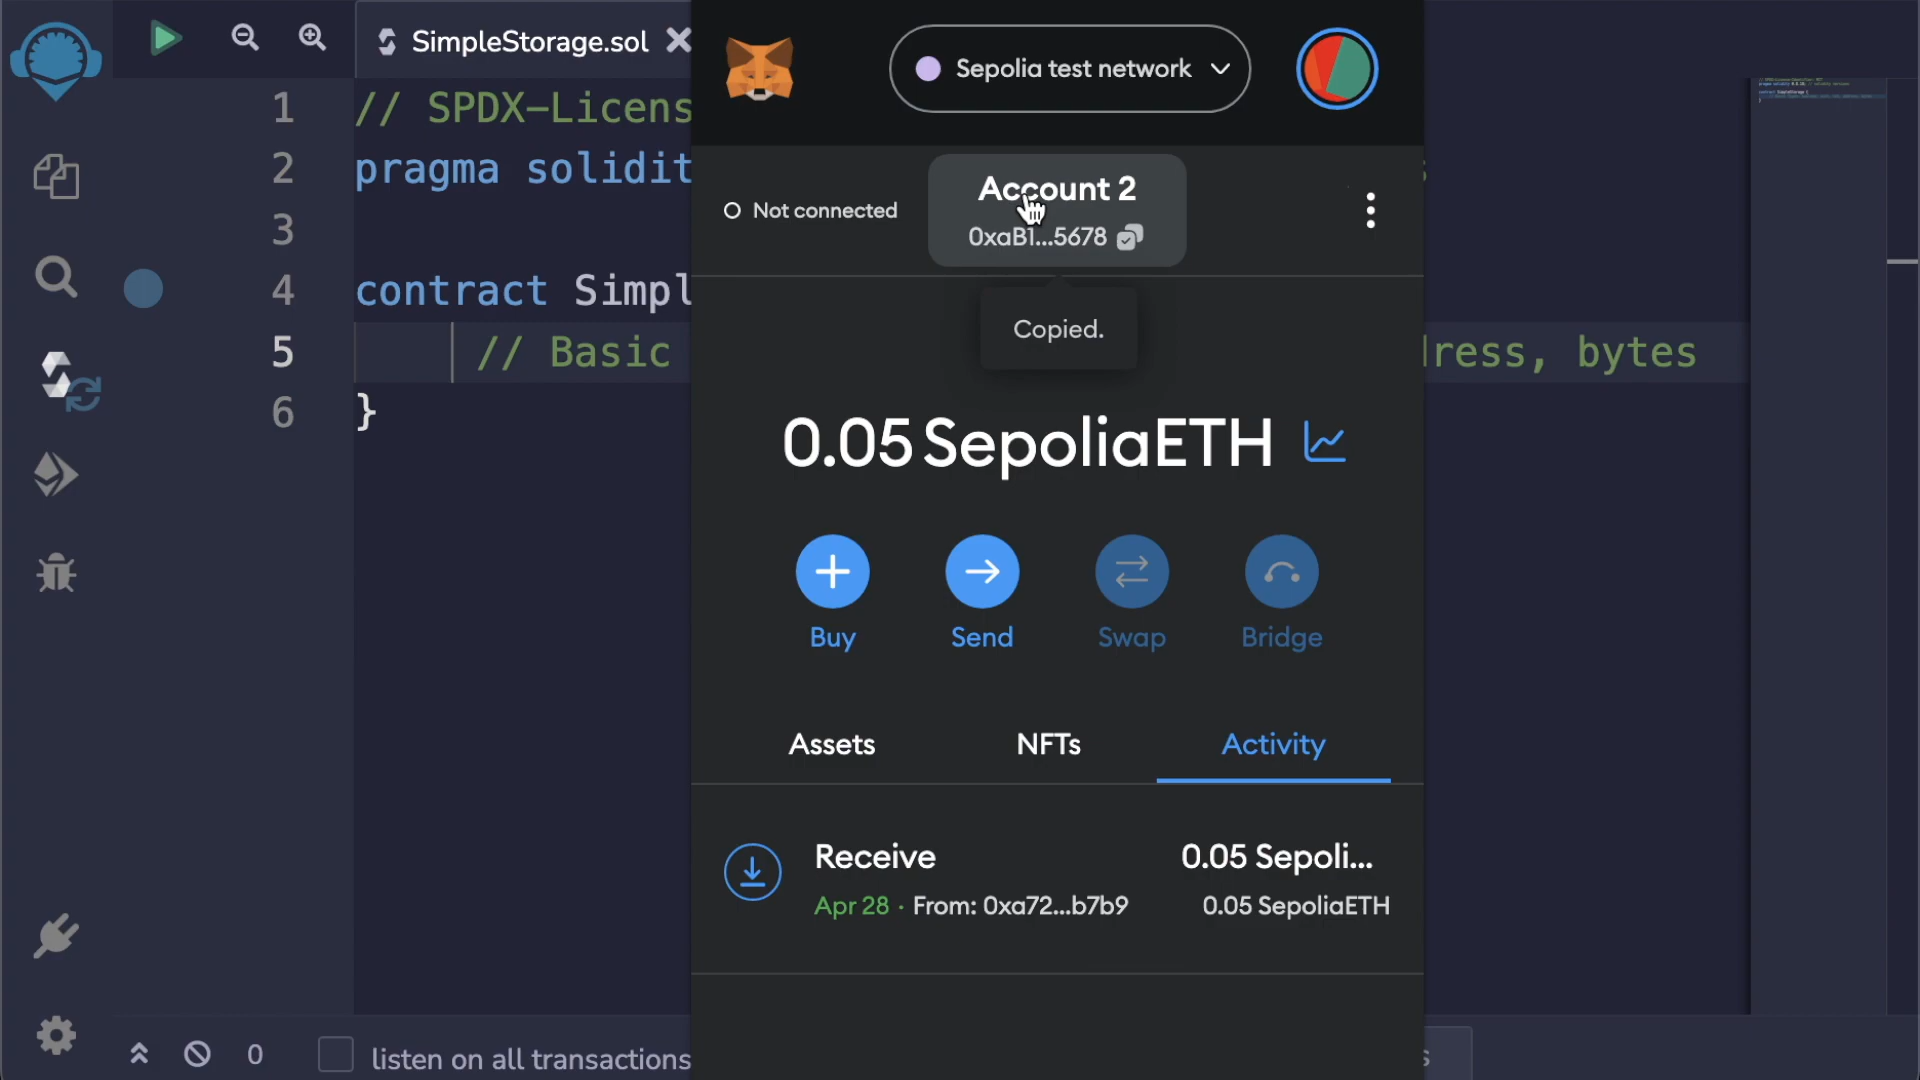 SimpleStorage.sol
1 // SPDX-Licens
2 pragma solidit
3
4 contract Simpl
5 // Basic ress, bytes
6 }
listen on all transactions
0
Sepolia test network
Not connected
Account 2
0xaB1...5678
Copied.
0.05 SepoliaETH
Buy Send Swap Bridge
Assets NFTs Activity
Receive 0.05 Sepoli...
Apr 28 · From: 0xa72...b7b9 0.05 SepoliaETH